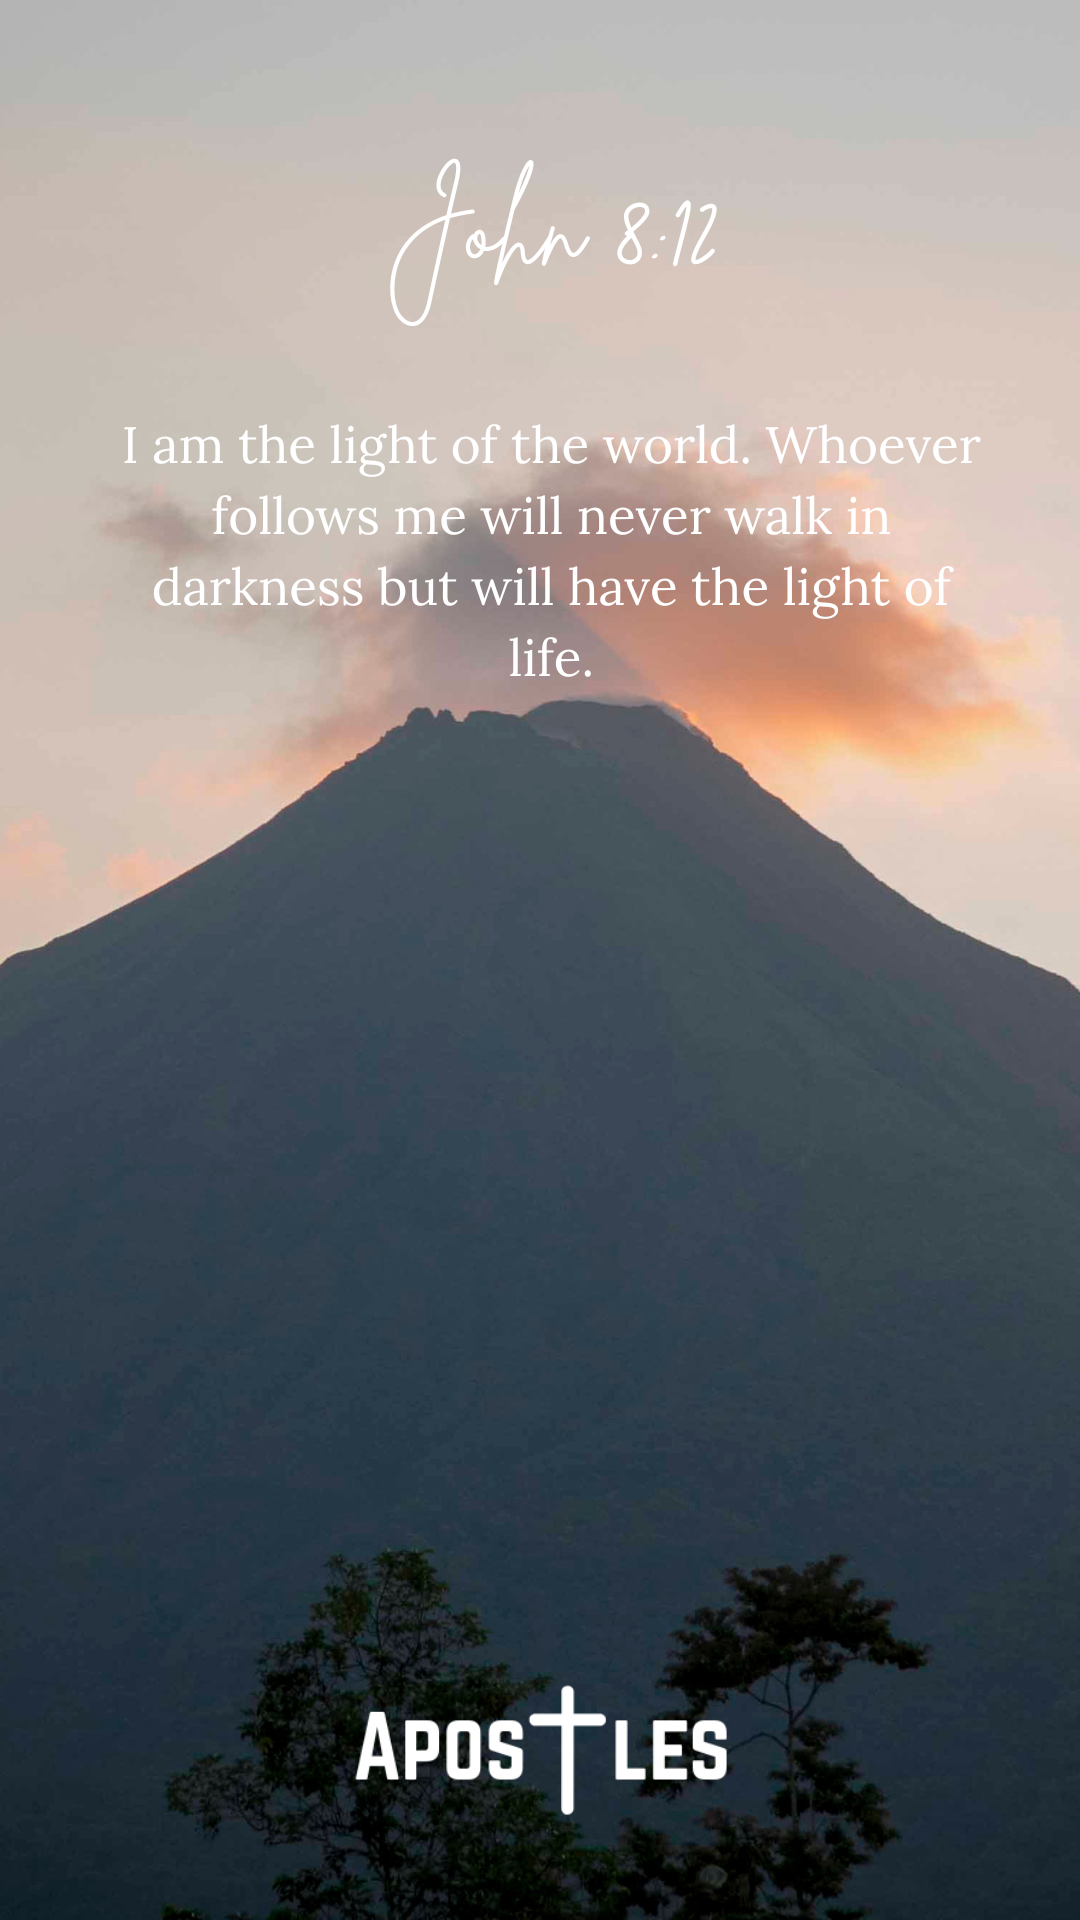 John 8:12
I am the light of the world. Whoever
follows me will never walk in
darkness but will have the light of
life.
APOSTLES